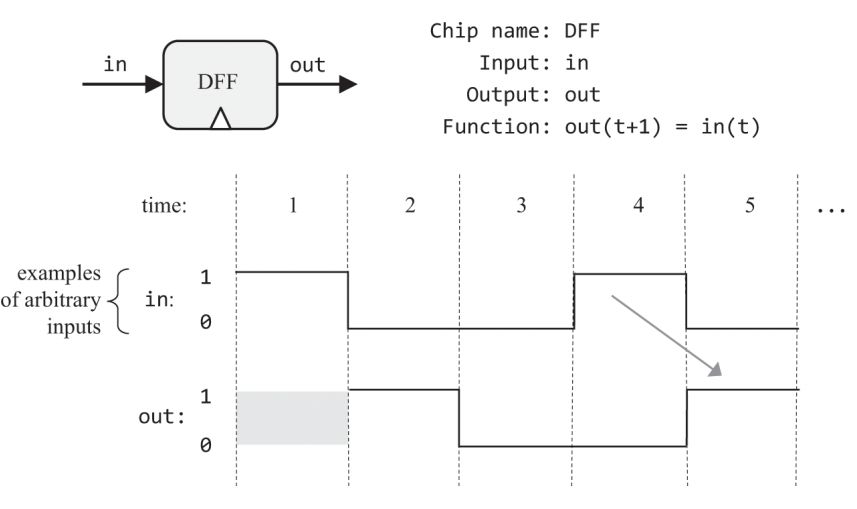 in
DFF
out
Chip name: DFF
Input: in
Output: out
Function: out(t+1) = in(t)
time: 1 2 3 4 5 ...
examples
of arbitrary
inputs
in:
1
0
out:
1
0